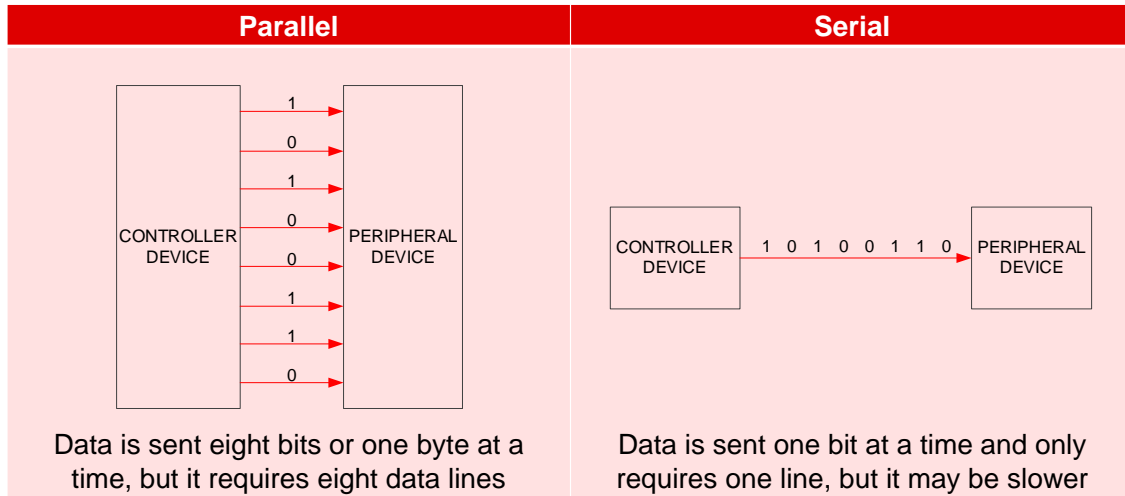 Parallel
Serial
1
0
1
0
0
1
1
0
CONTROLLER
DEVICE
PERIPHERAL
DEVICE
CONTROLLER
DEVICE
1 0 1 0 0 1 1 0
PERIPHERAL
DEVICE
Data is sent eight bits or one byte at a
time, but it requires eight data lines
Data is sent one bit at a time and only
requires one line, but it may be slower